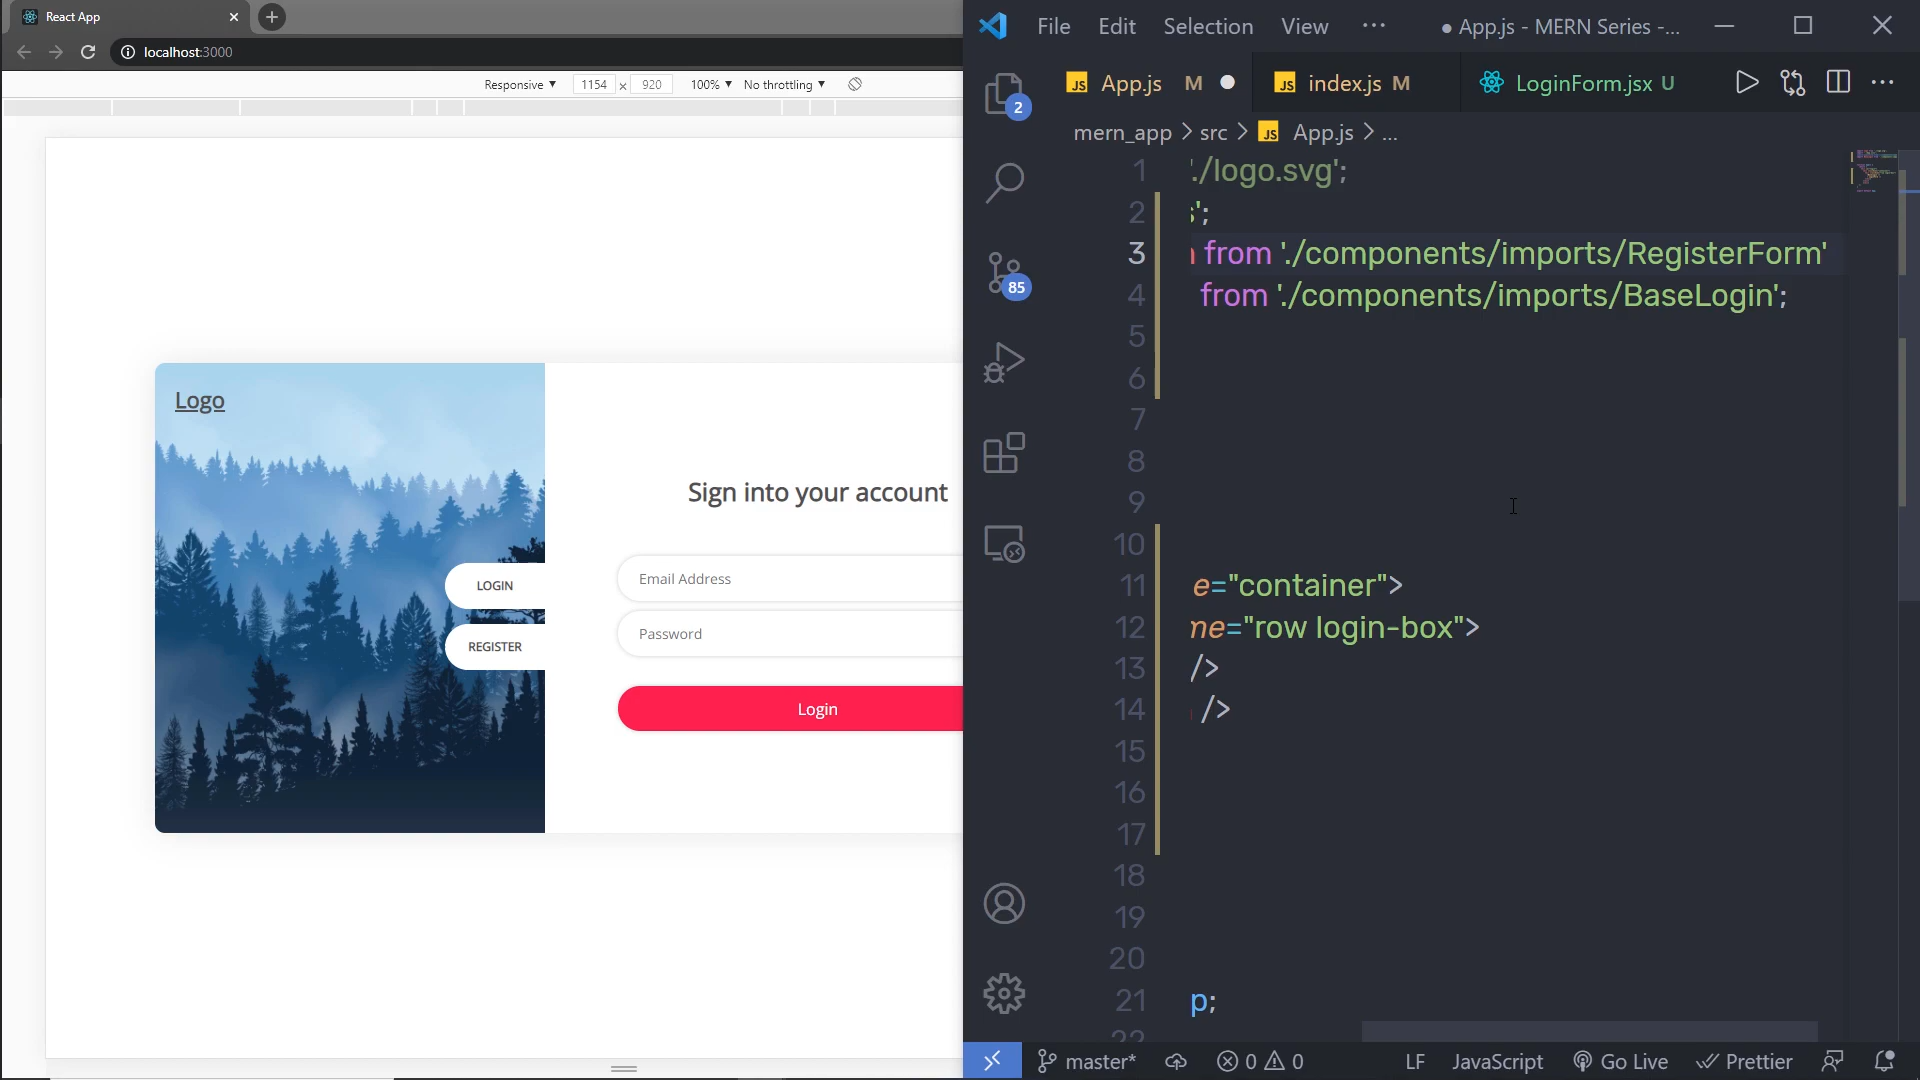 React App
localhost:3000
Responsive 1154 x 920 100% No throttling
Logo
LOGIN
REGISTER
Sign into your account
Email Address
Password
Login
File Edit Selection View ···
● App.js - MERN Series -...
App.js M
index.js M
LoginForm.jsx U
mern_app > src > JS App.js > ...
2
85
1 './logo.svg';
2 ';
3 from './components/imports/RegisterForm'
4 from './components/imports/BaseLogin';
5
6
7
8
9
10
11 e="container">
12 me="row login-box">
13 />
14 />
15
16
17
18
19
20
21 p;
22
master* 0 0 LF JavaScript Go Live Prettier